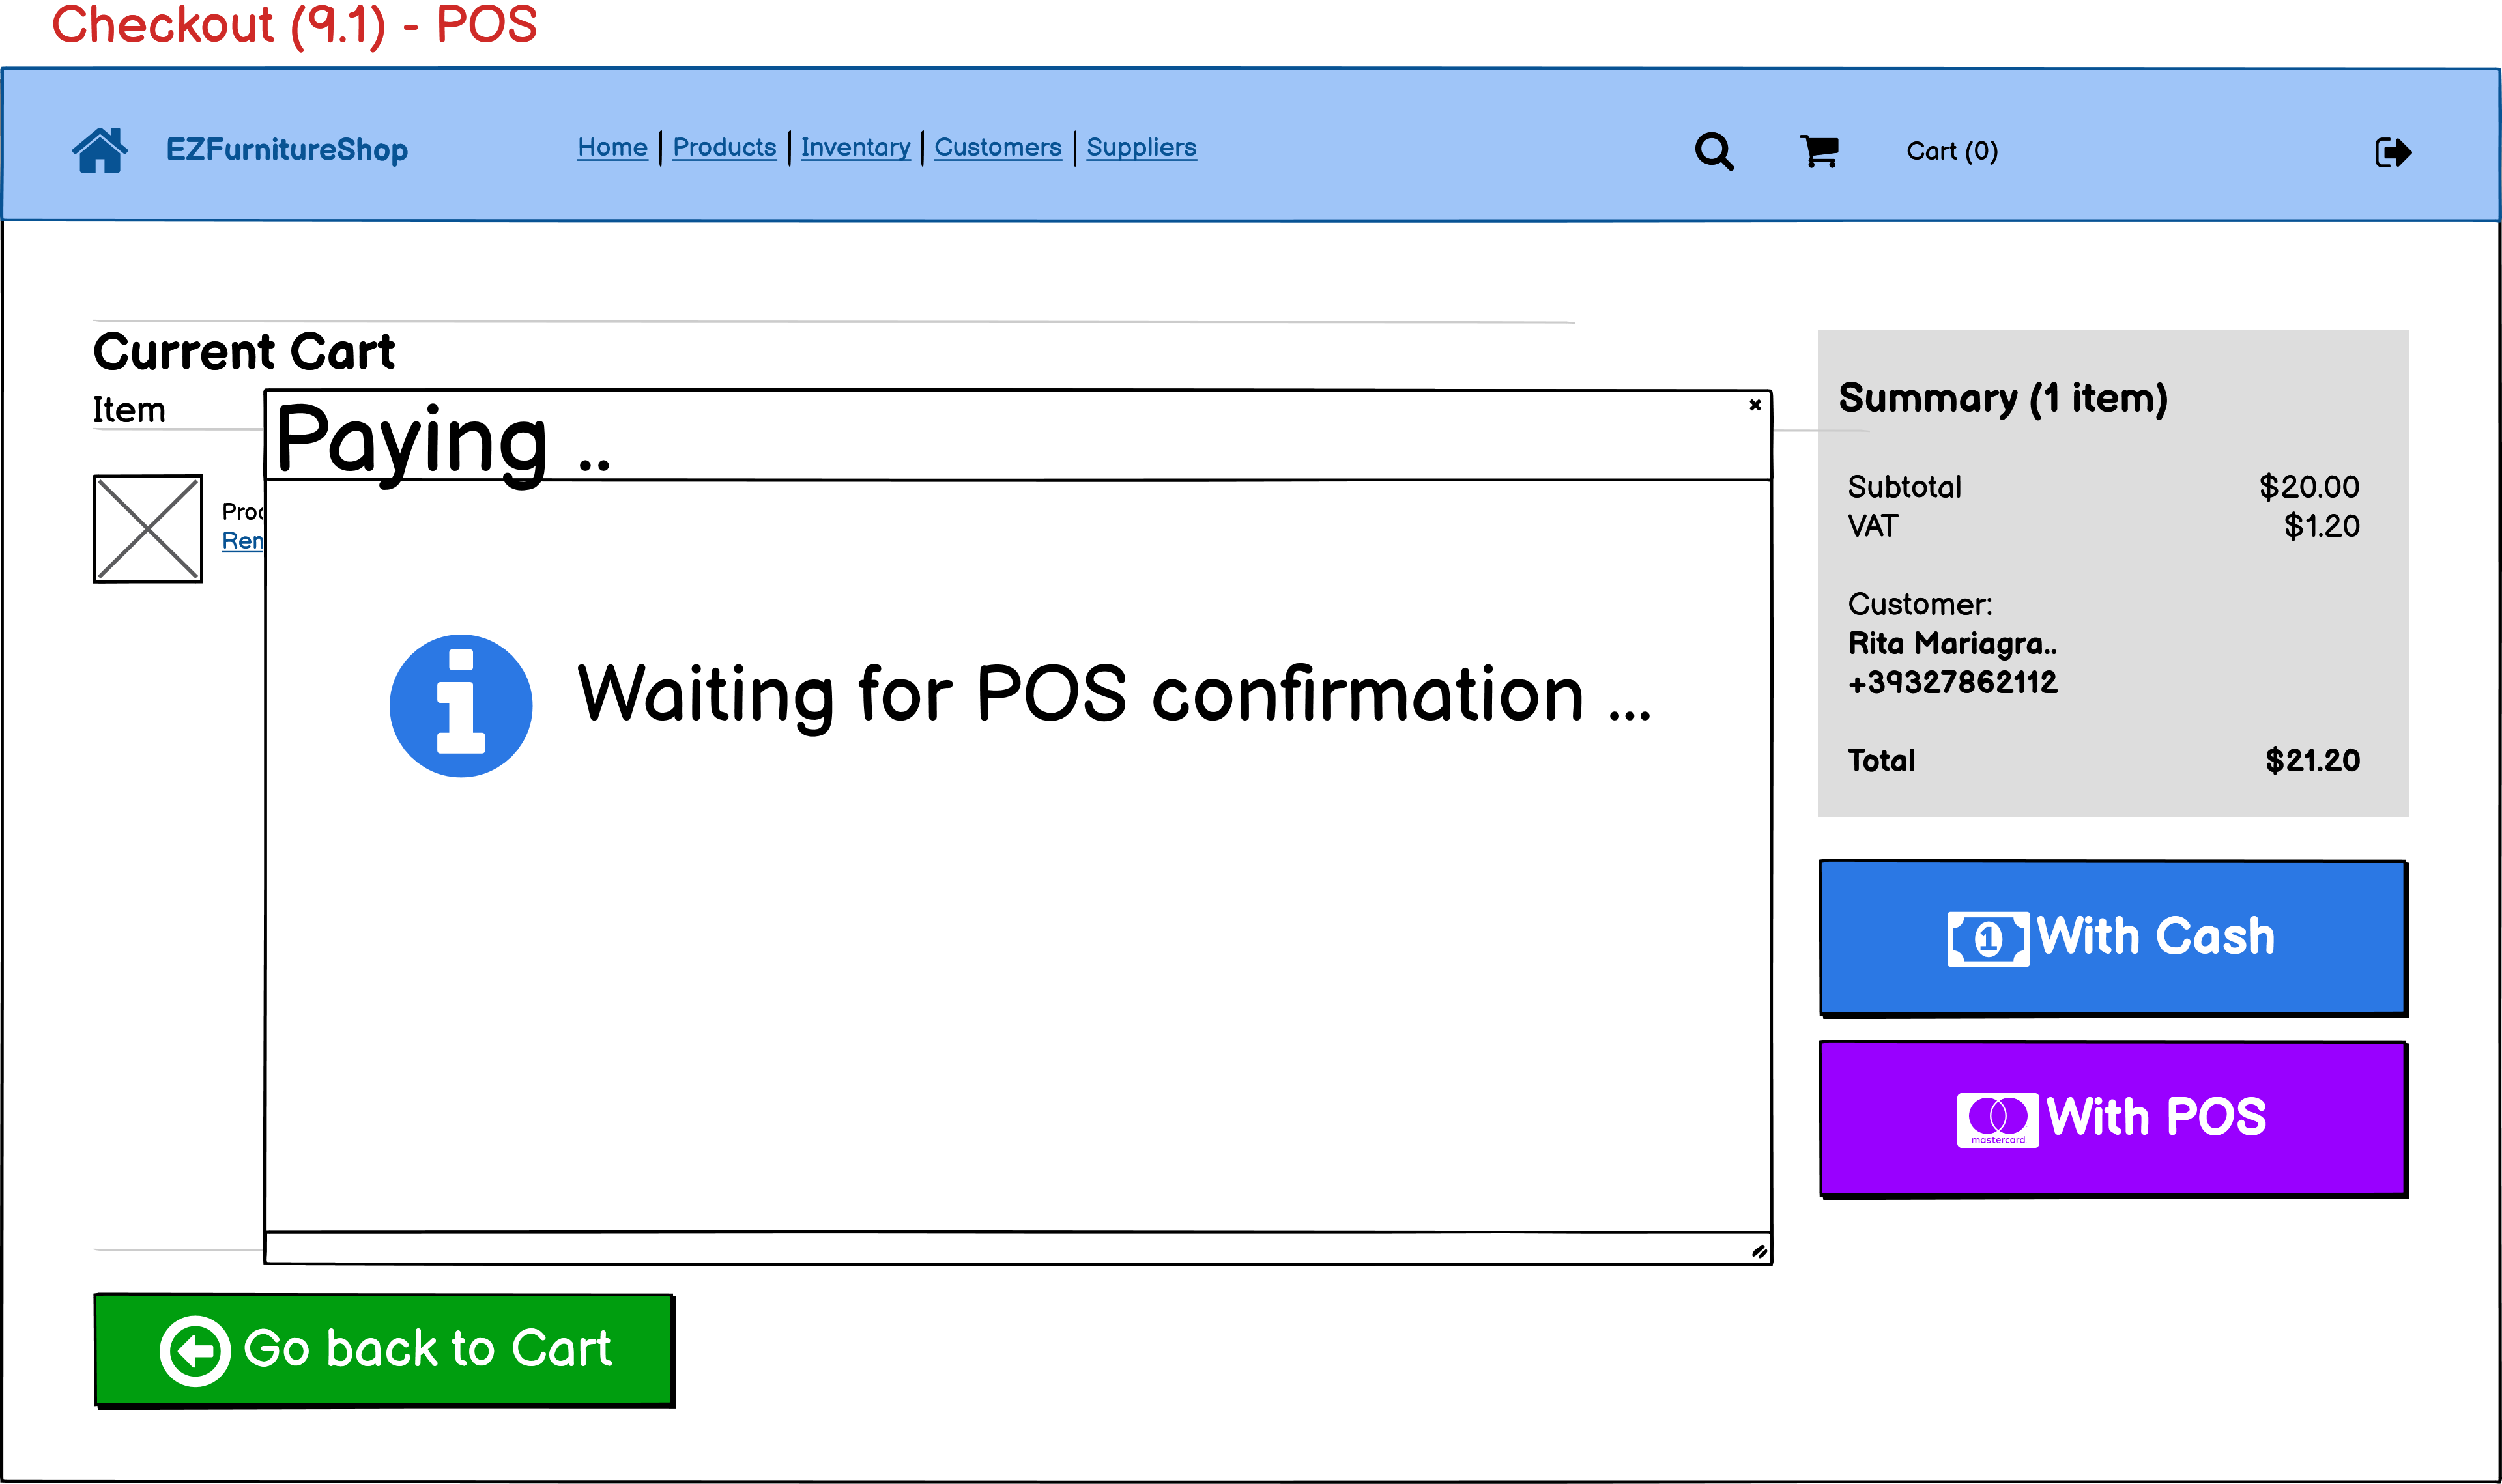 Checkout (9.1) - POS
EZFurnitureShop
Home | Products | Inventory | Customers | Suppliers
Cart (0)
Current Cart
Item
Paying ..
Waiting for POS confirmation ...
Summary (1 item)
Subtotal $20.00
VAT $1.20
Customer:
Rita Mariagra..
+39327862112
Total $21.20
1 With Cash
mastercard With POS
Go back to Cart